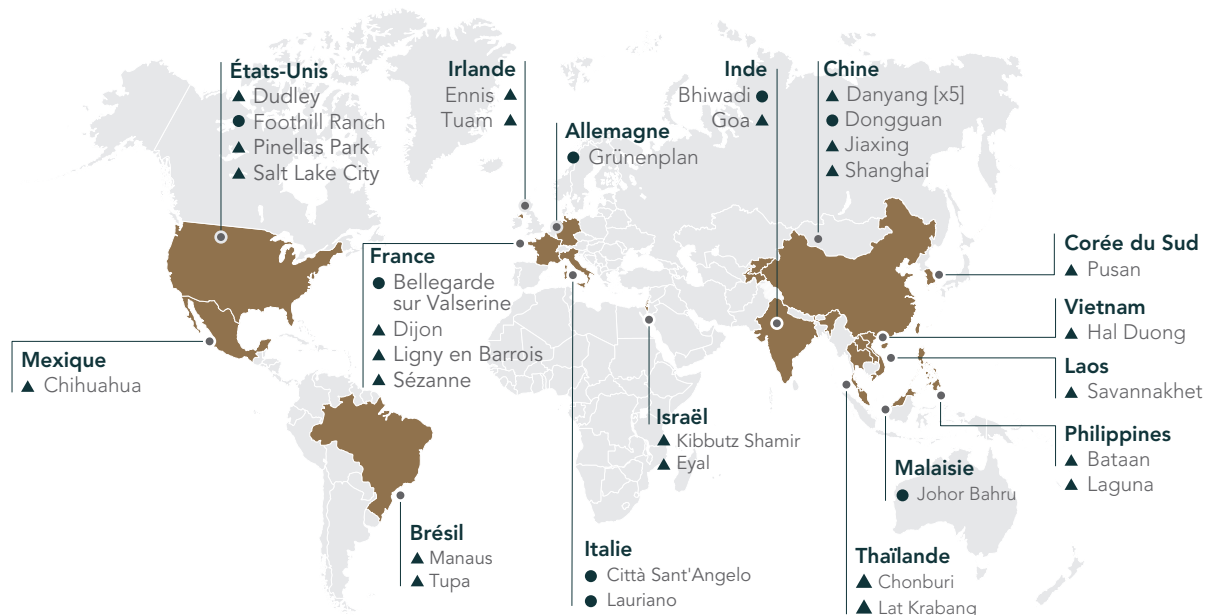 États-Unis
▲ Dudley
● Foothill Ranch
▲ Pinellas Park
▲ Salt Lake City
Irlande
Ennis ▲
Tuam ▲
Allemagne
● Grünenplan
Inde
Bhiwadi ●
Goa ▲
Chine
▲ Danyang [x5]
● Dongguan
▲ Jiaxing
▲ Shanghai
France
● Bellegarde
sur Valserine
▲ Dijon
▲ Ligny en Barrois
▲ Sézanne
Corée du Sud
▲ Pusan
Vietnam
▲ Hal Duong
Laos
▲ Savannakhet
Philippines
▲ Bataan
▲ Laguna
Mexique
▲ Chihuahua
Israël
▲ Kibbutz Shamir
▲ Eyal
Malaisie
● Johor Bahru
Brésil
▲ Manaus
▲ Tupa
Italie
● Città Sant'Angelo
● Lauriano
Thaïlande
▲ Chonburi
▲ Lat Krabang